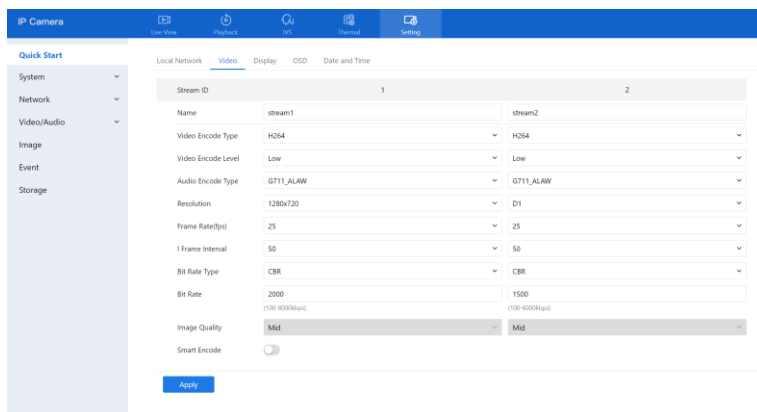 IP Camera
Live View Playback IVS Thermal Setting
Quick Start
System
Network
Video/Audio
Image
Event
Storage
Local Network Video Display OSD Date and Time
Stream ID 1 2
Name stream1 stream2
Video Encode Type H264 H264
Video Encode Level Low Low
Audio Encode Type G711_ALAW G711_ALAW
Resolution 1280x720 D1
Frame Rate(fps) 25 25
I Frame Interval 50 50
Bit Rate Type CBR CBR
Bit Rate 2000 1500
(100-8000kbps) (100-6000kbps)
Image Quality Mid Mid
Smart Encode
Apply